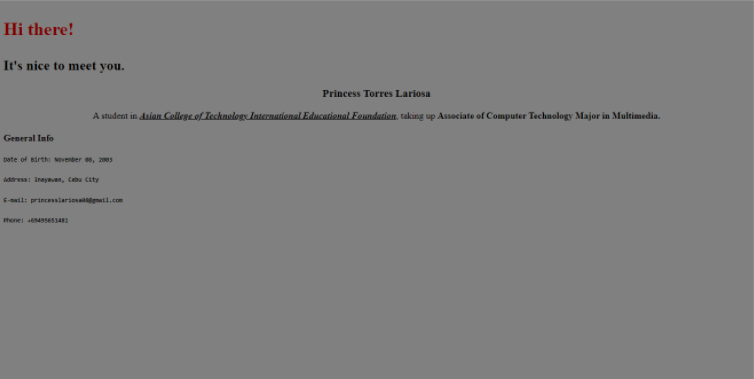 Hi there!
It's nice to meet you.
Princess Torres Lariosa
A student in Asian College of Technology International Educational Foundation, taking up Associate of Computer Technology Major in Multimedia.
General Info
Date of Birth: November 08, 2003
Address: Inayawan, Cebu City
E-mail: princesslariosa08@gmail.com
Phone: +69495651481